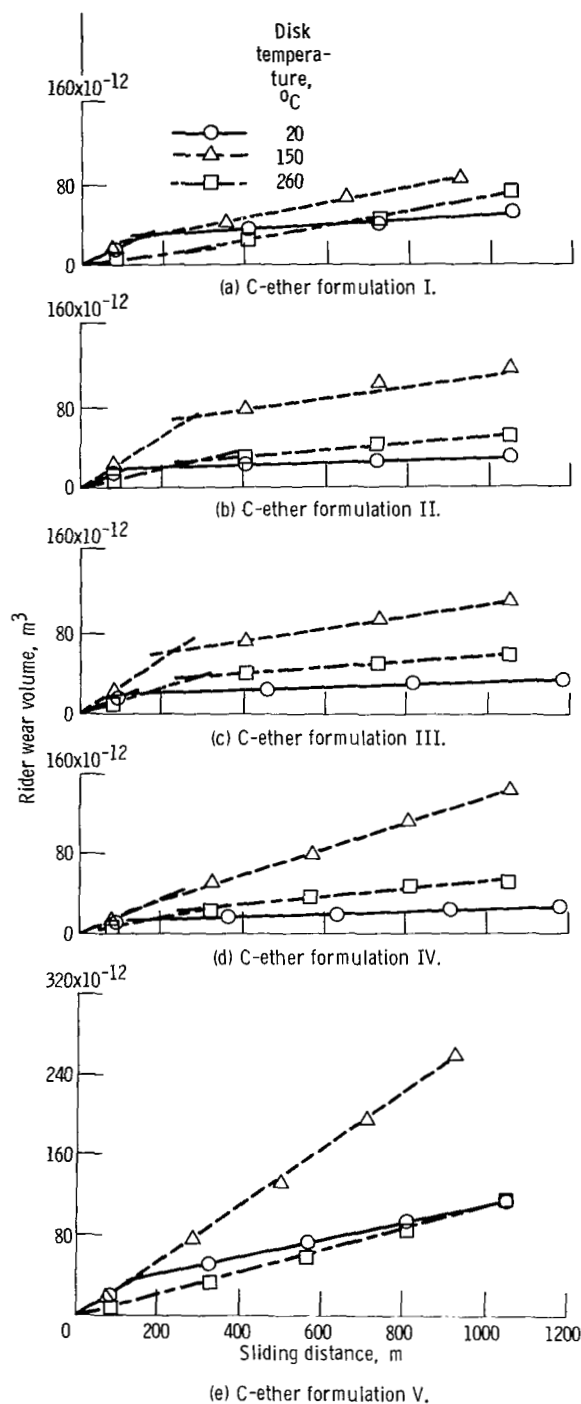 Disk
tempera-
ture,
°C
160x10-12
20
150
260
80
0
(a) C-ether formulation I.
160x10-12
80
0
(b) C-ether formulation II.
160x10-12
80
0
(c) C-ether formulation III.
Rider wear volume, m3
160x10-12
80
0
(d) C-ether formulation IV.
320x10-12
240
160
80
0 200 400 600 800 1000 1200
Sliding distance, m
(e) C-ether formulation V.